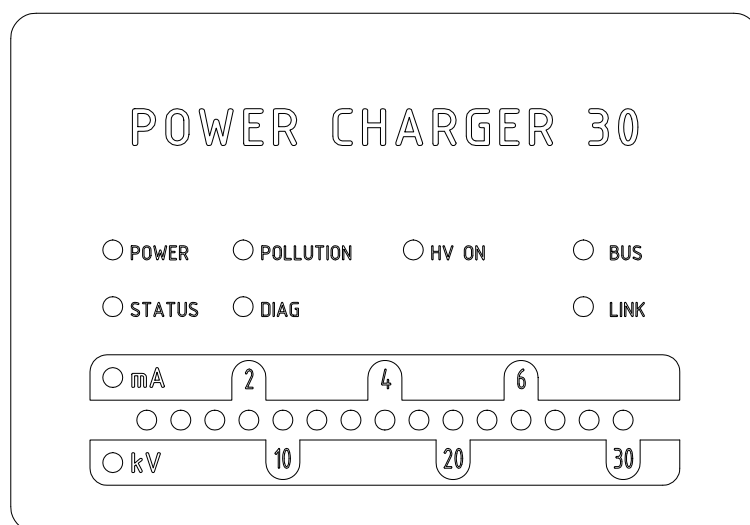 POWER CHARGER 30
POWER POLLUTION HV ON BUS
STATUS DIAG LINK
mA 2 4 6
kV 10 20 30